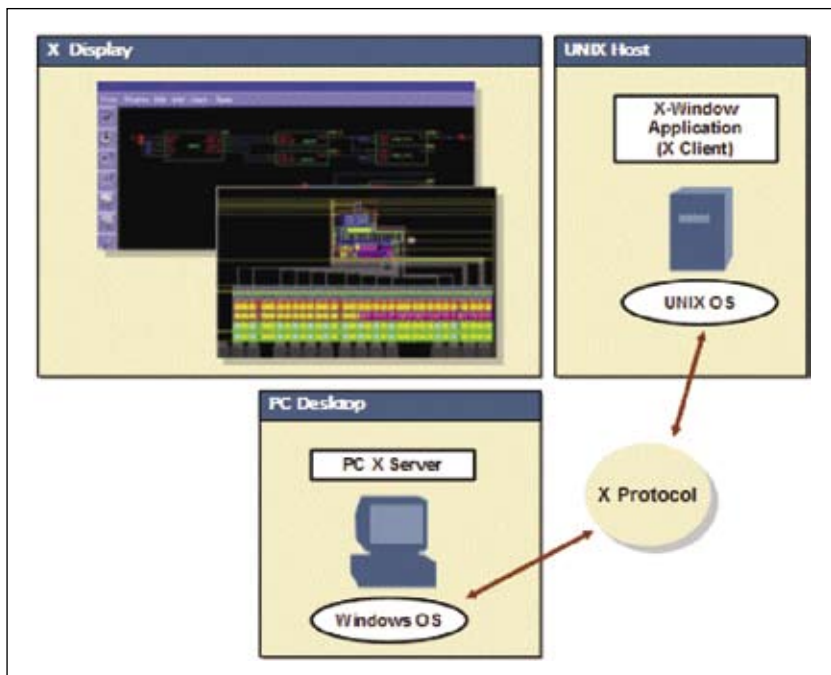 X Display
UNIX Host
X-Window
Application
(X Client)
UNIX OS
PC Desktop
PC X Server
X Protocol
Windows OS